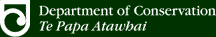 Department of Conservation
Te Papa Atawhai